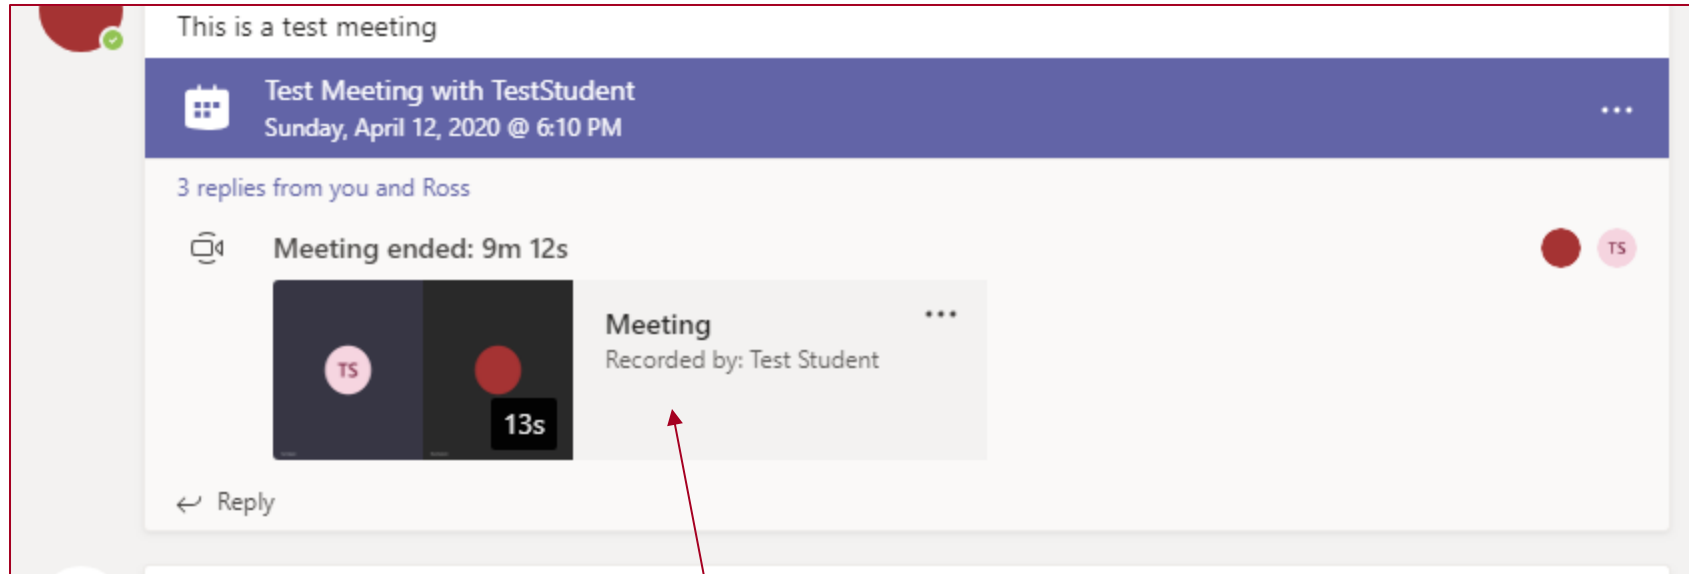 This is a test meeting
Test Meeting with TestStudent
Sunday, April 12, 2020 @ 6:10 PM
3 replies from you and Ross
Meeting ended: 9m 12s
TS
TS
13s
Meeting
Recorded by: Test Student
Reply